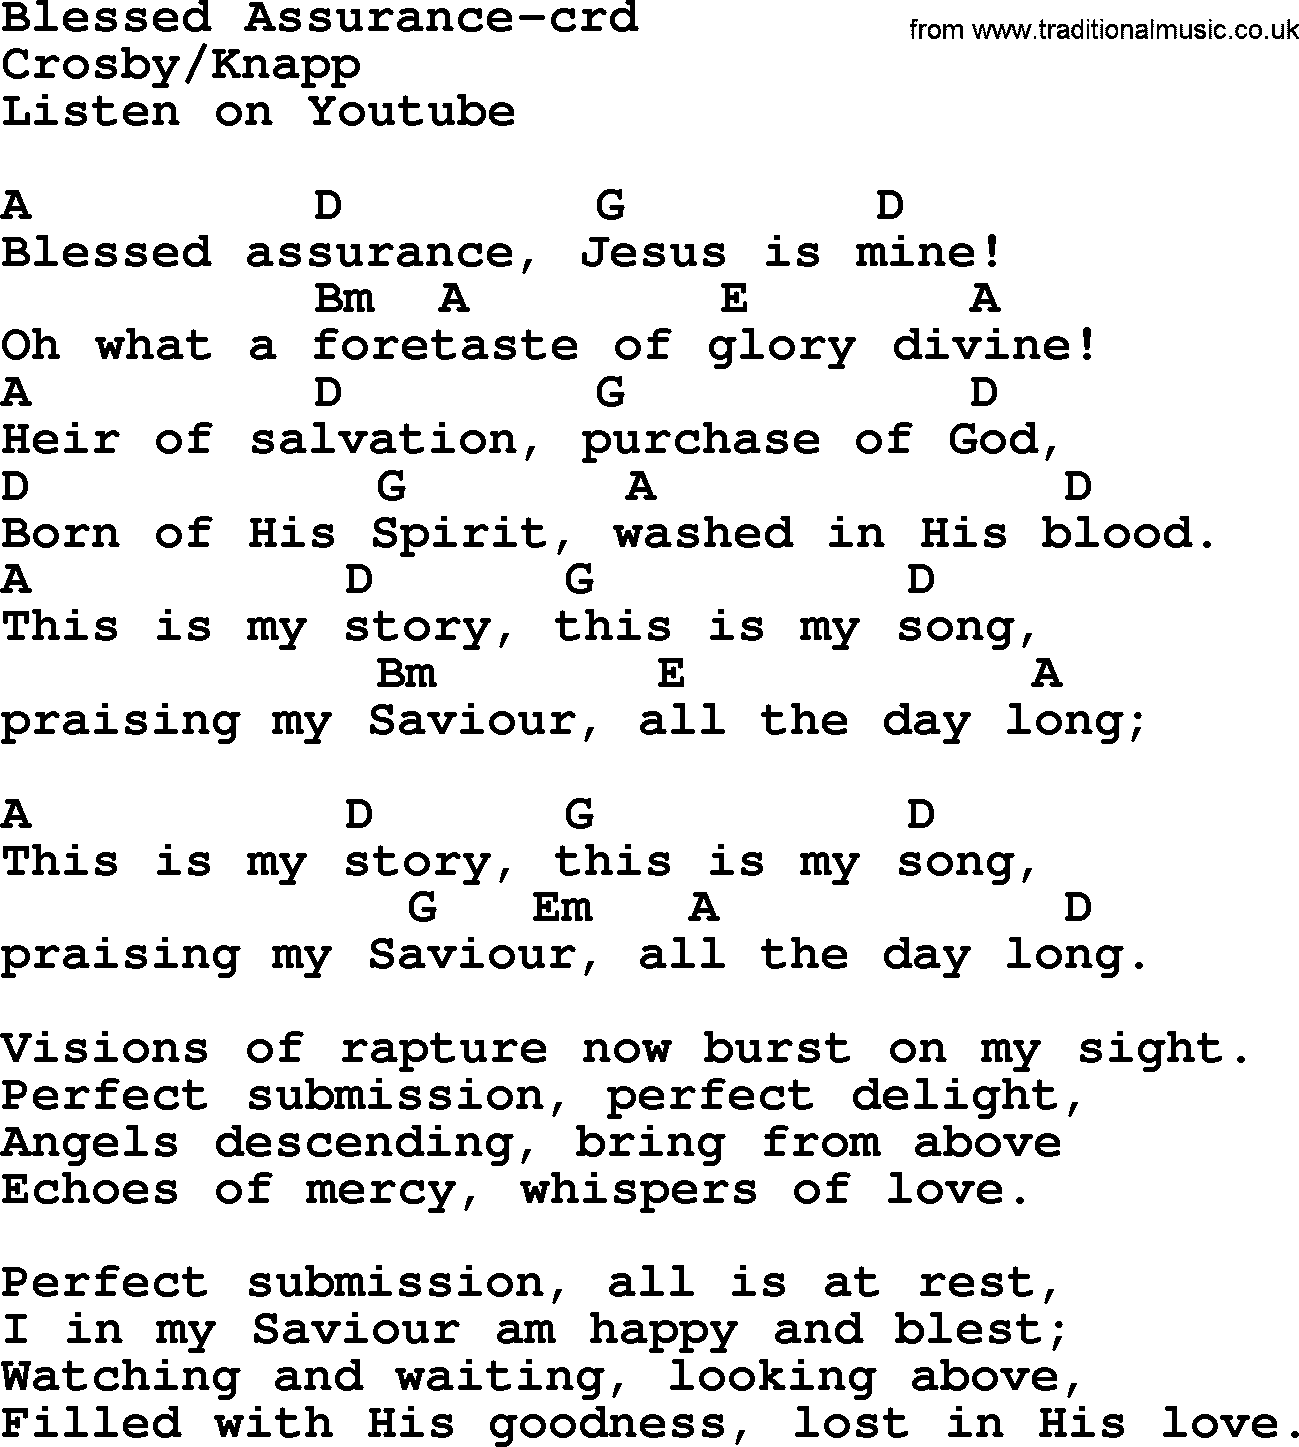 Blessed Assurance-crd
from www.traditionalmusic.co.uk
Crosby/Knapp
Listen on Youtube
A D G D
Blessed assurance, Jesus is mine!
Bm A E A
Oh what a foretaste of glory divine!
A D G D
Heir of salvation, purchase of God,
D G A D
Born of His Spirit, washed in His blood.
A D G D
This is my story, this is my song,
Bm E A
praising my Saviour, all the day long;
A D G D
This is my story, this is my song,
G Em A D
praising my Saviour, all the day long.
Visions of rapture now burst on my sight.
Perfect submission, perfect delight,
Angels descending, bring from above
Echoes of mercy, whispers of love.
Perfect submission, all is at rest,
I in my Saviour am happy and blest;
Watching and waiting, looking above,
Filled with His goodness, lost in His love.